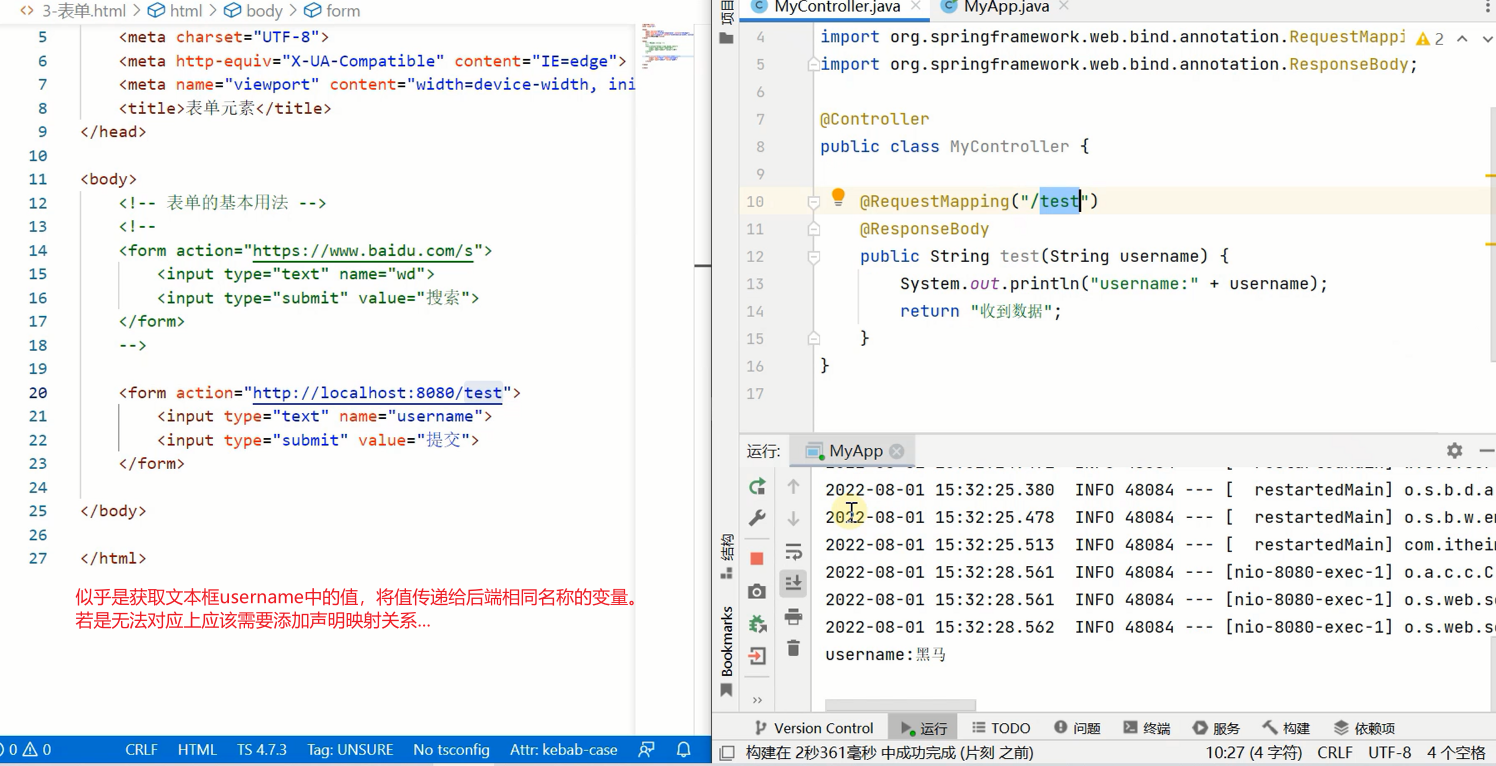 3-表单.html > html > body > form
5 <meta charset="UTF-8">
6 <meta http-equiv="X-UA-Compatible" content="IE=edge">
7 <meta name="viewport" content="width=device-width, ini
8 <title>表单元素</title>
9 </head>
10
11 <body>
12 <!-- 表单的基本用法 -->
13 <!--
14 <form action="https://www.baidu.com/s">
15 <input type="text" name="wd">
16 <input type="submit" value="搜索">
17 </form>
18 -->
19
20 <form action="http://localhost:8080/test">
21 <input type="text" name="username">
22 <input type="submit" value="提交">
23 </form>
24
25 </body>
26
27 </html>
似乎是获取文本框username中的值，将值传递给后端相同名称的变量。
若是无法对应上应该需要添加声明映射关系...
0 0 CRLF HTML TS 4.7.3 Tag: UNSURE No tsconfig Attr: kebab-case
项目
MyController.java MyApp.java
4 import org.springframework.web.bind.annotation.RequestMappi 2
5 import org.springframework.web.bind.annotation.ResponseBody;
6
7 @Controller
8 public class MyController {
9
10 @RequestMapping("/test")
11 @ResponseBody
12 public String test(String username) {
13 System.out.println("username:" + username);
14 return "收到数据";
15 }
16 }
17
运行: MyApp
2022-08-01 15:32:25.380 INFO 48084 --- [ restartedMain] o.s.b.d.a
2022-08-01 15:32:25.478 INFO 48084 --- [ restartedMain] o.s.b.w.em
2022-08-01 15:32:25.513 INFO 48084 --- [ restartedMain] com.itheim
2022-08-01 15:32:28.561 INFO 48084 --- [nio-8080-exec-1] o.a.c.c.C
2022-08-01 15:32:28.561 INFO 48084 --- [nio-8080-exec-1] o.s.web.se
2022-08-01 15:32:28.562 INFO 48084 --- [nio-8080-exec-1] o.s.web.se
username:黑马
结构
Bookmarks
Version Control 运行 TODO 问题 终端 服务 构建 依赖项
构建在 2秒361毫秒 中成功完成 (片刻 之前) 10:27 (4 字符) CRLF UTF-8 4 个空格